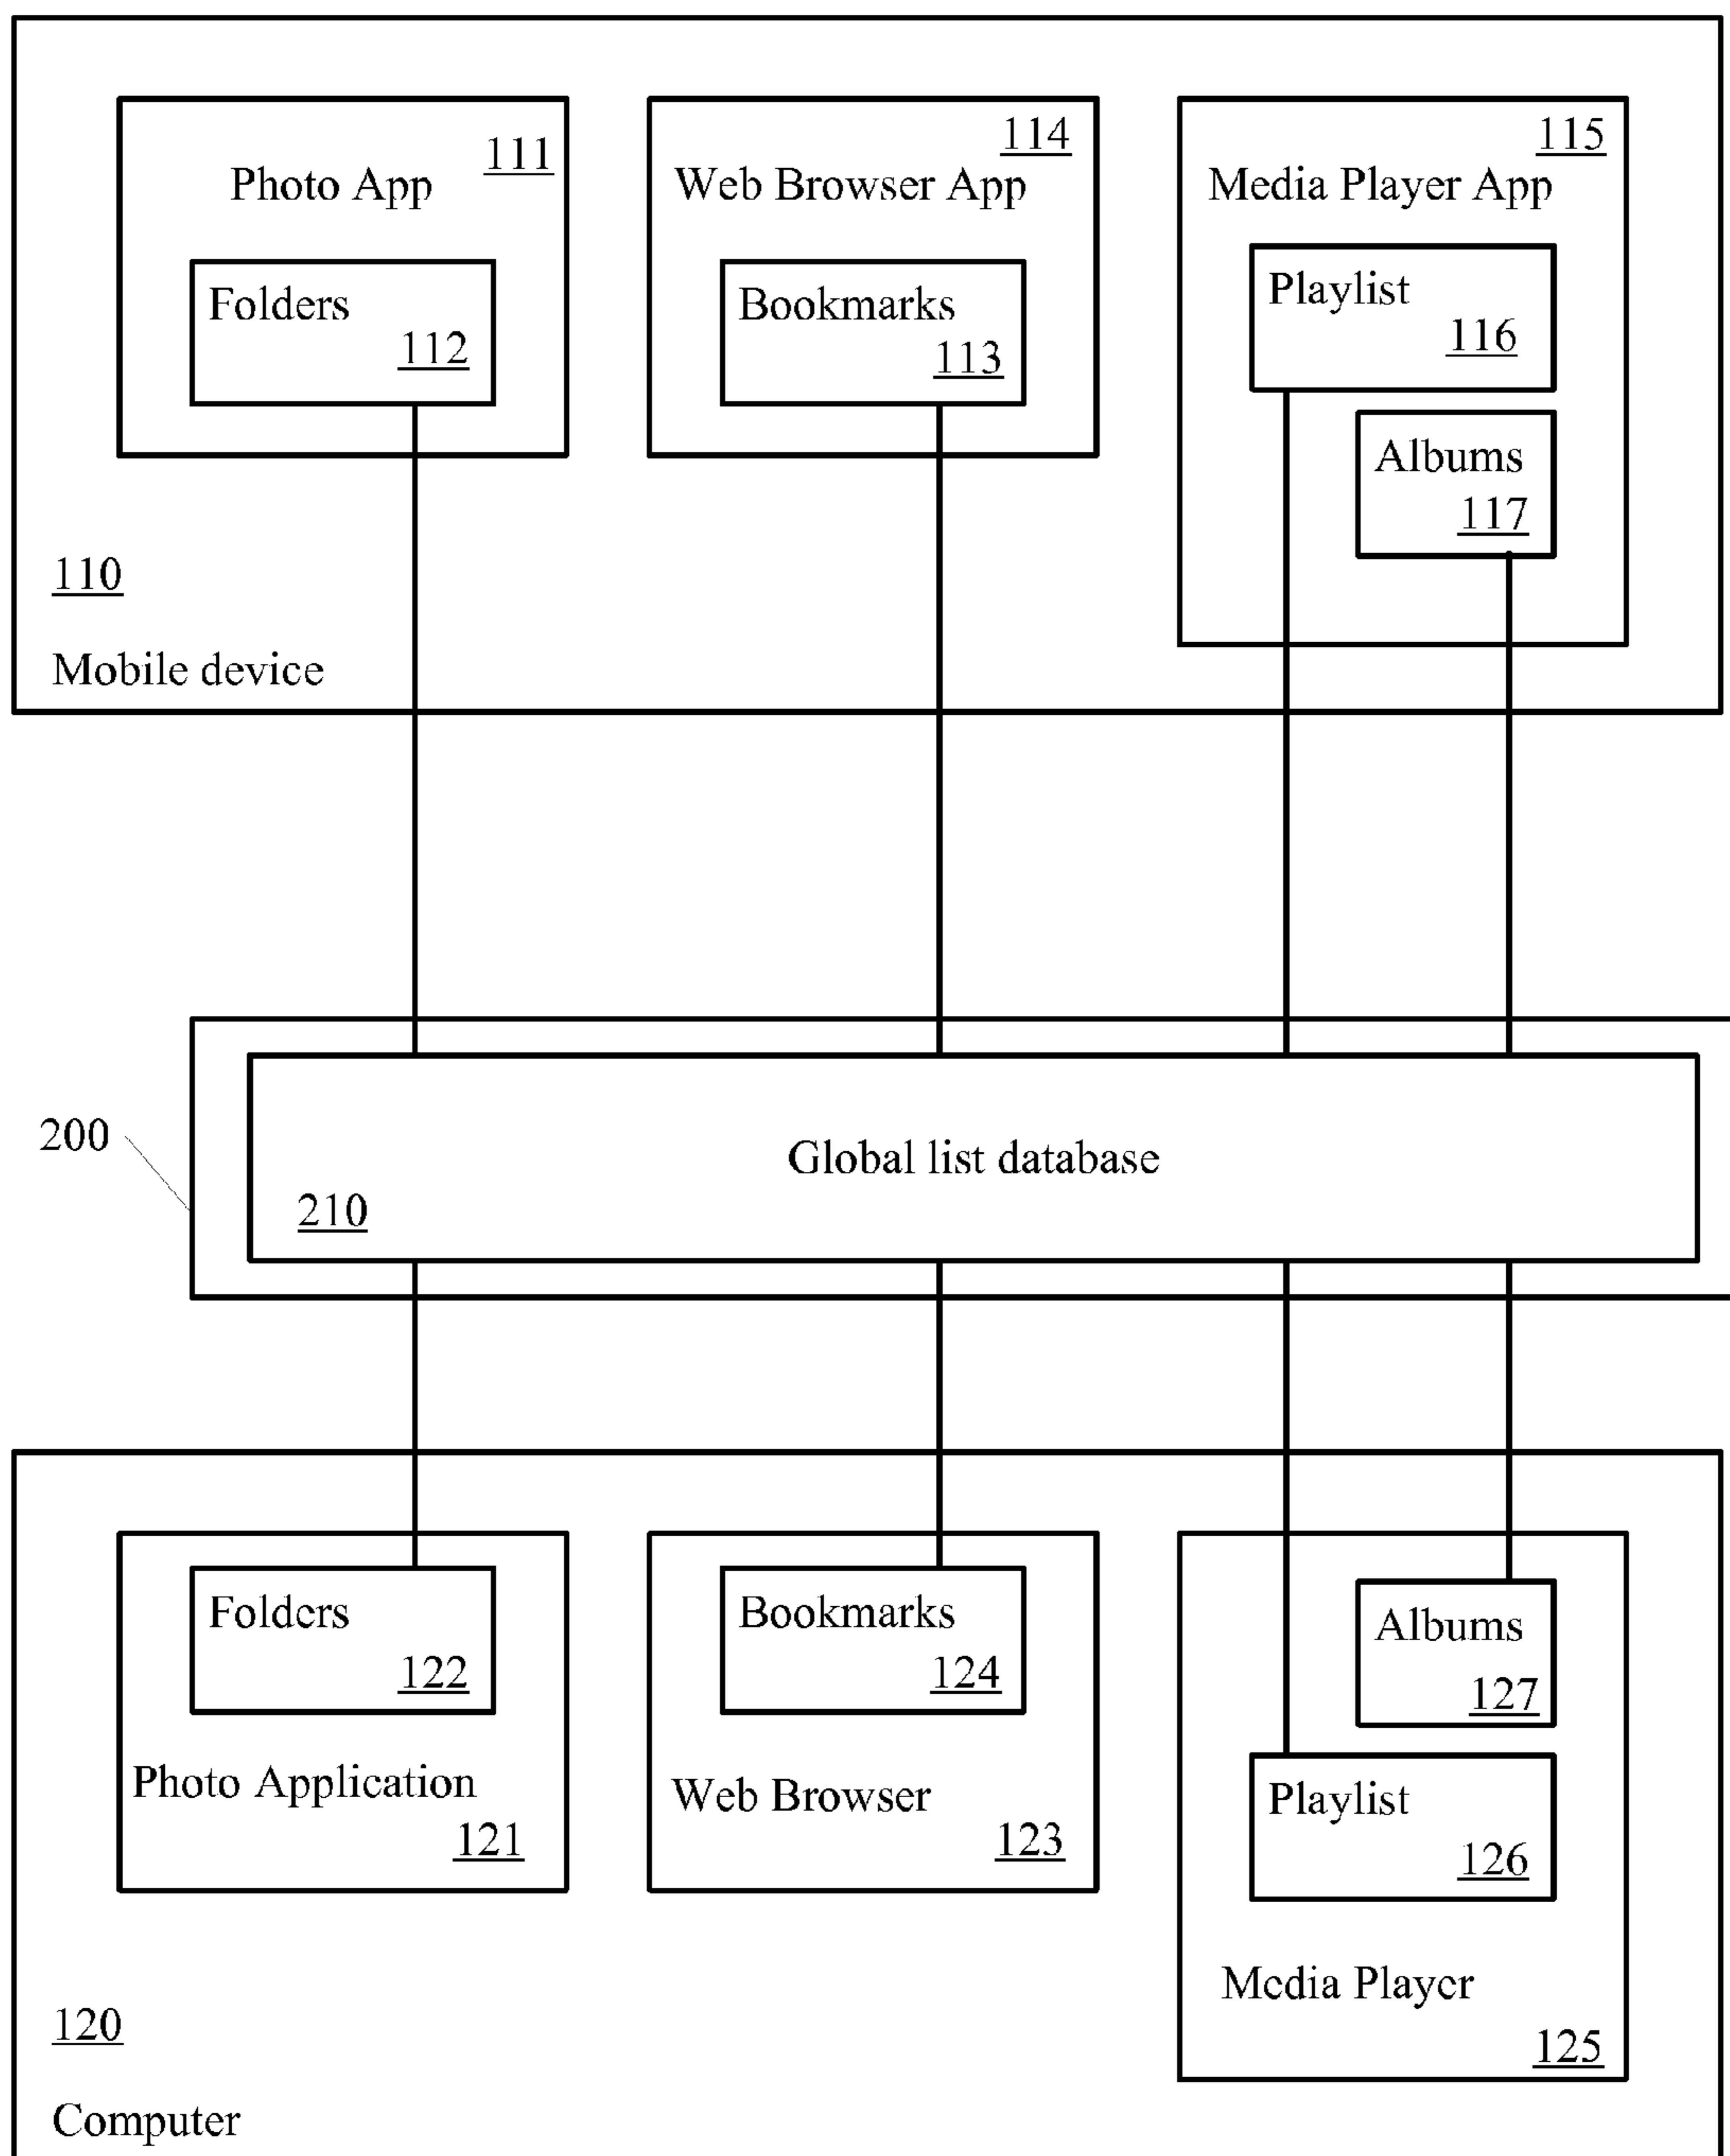 Photo App
111
Folders
112
Web Browser App
114
Bookmarks
113
Media Player App
115
Playlist
116
Albums
117
110
Mobile device
200
Global list database
210
Folders
122
Photo Application
121
Bookmarks
124
Web Browser
123
Albums
127
Playlist
126
Media Player
125
120
Computer